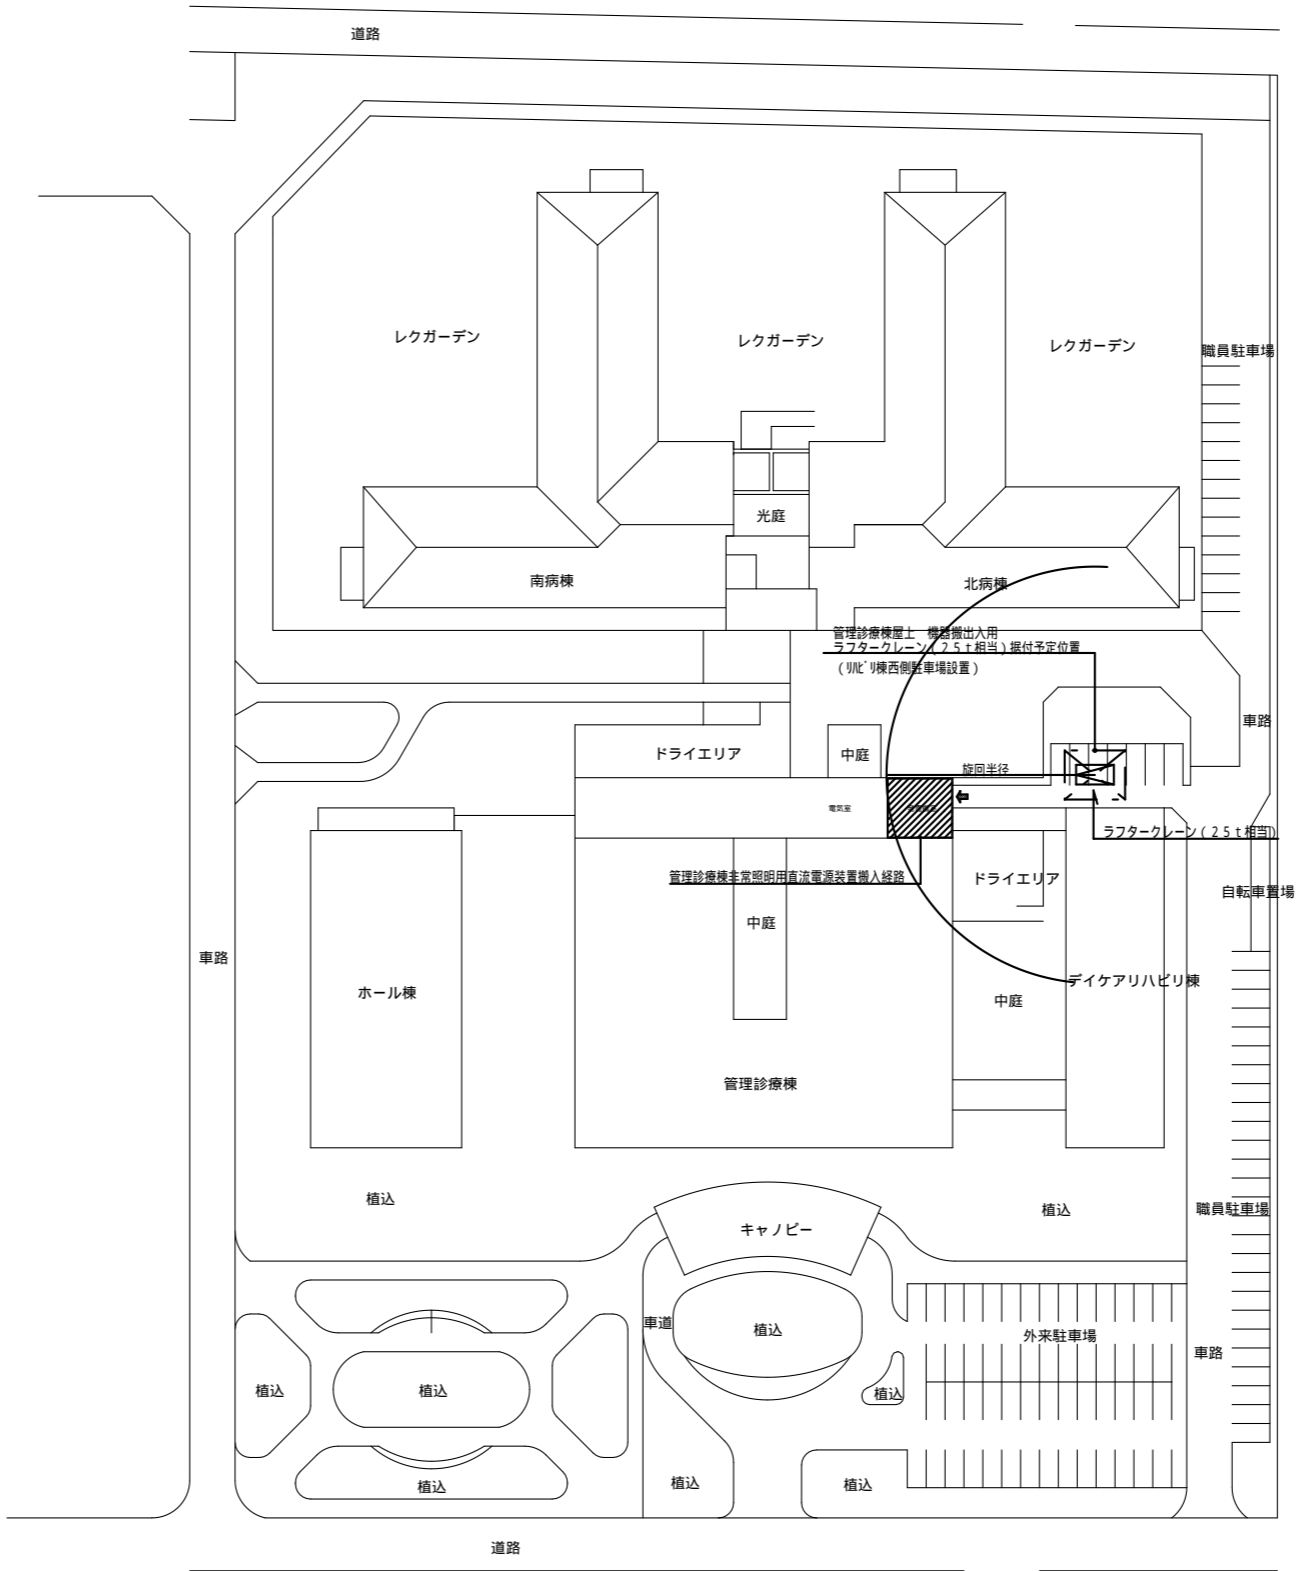 道路
レクガーデン
レクガーデン
レクガーデン
職員駐車場
光庭
南病棟
北病棟
管理診療棟屋上 機器搬出入用
ラフタークレーン(25t相当)据付予定位置
(リハビリ棟西側駐車場設置)
車路
ドライエリア
中庭
旋回半径
電気室
ラフタークレーン(25t相当)
管理診療棟非常照明用直流電源装置搬入経路
ドライエリア
自転車置場
中庭
車路
ホール棟
デイケアリハビリ棟
中庭
管理診療棟
植込
キャノピー
植込
職員駐車場
車道
植込
外来駐車場
車路
植込
植込
植込
植込
植込
植込
道路